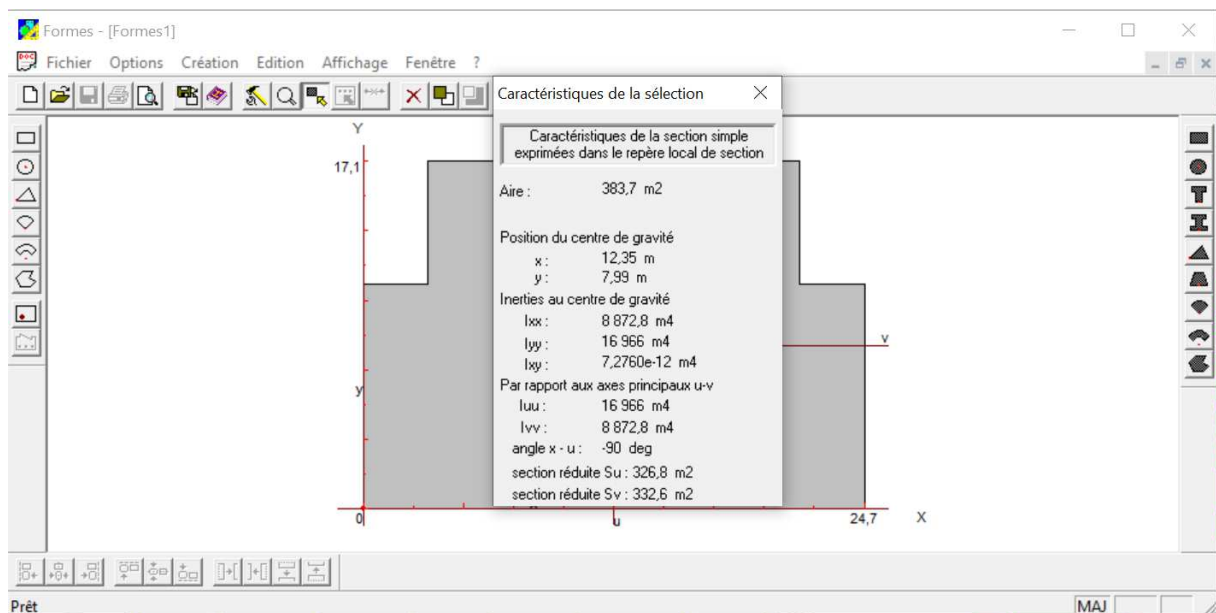 Formes - [Formes1]
Fichier Options Création Edition Affichage Fenêtre ?
Caractéristiques de la sélection
Caractéristiques de la section simple
exprimées dans le repère local de section
Aire : 383,7 m2
Position du centre de gravité
x : 12,35 m
y : 7,99 m
Inerties au centre de gravité
Ixx : 8 872,8 m4
Iyy : 16 966 m4
Ixy : 7,2760e-12 m4
Par rapport aux axes principaux u-v
Iuu : 16 966 m4
Ivv : 8 872,8 m4
angle x - u : -90 deg
section réduite Su : 326,8 m2
section réduite Sv : 332,6 m2
Y
17,1
y
v
0
u
24,7
X
Prêt
MAJ